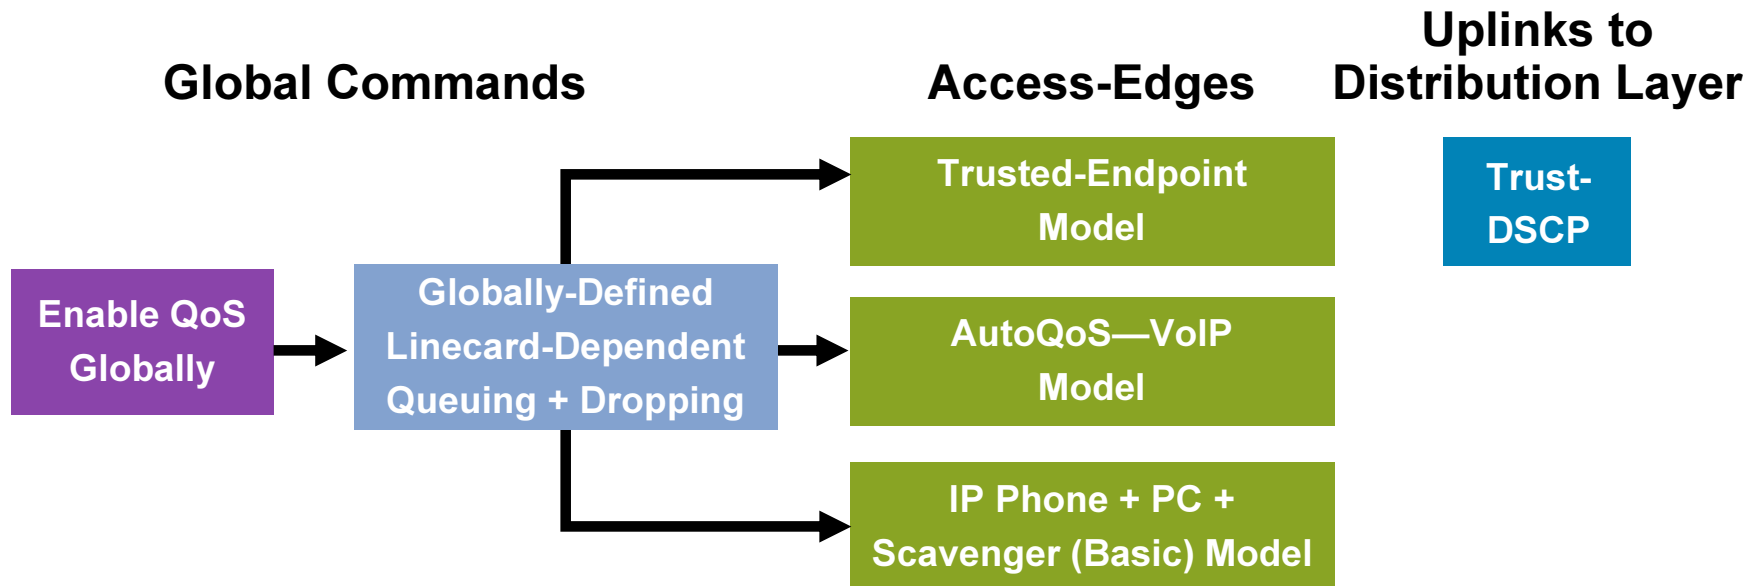 Global Commands
Access-Edges
Uplinks to
Distribution Layer
Enable QoS
Globally
Globally-Defined
Linecard-Dependent
Queuing + Dropping
Trusted-Endpoint
Model
AutoQoS—VoIP
Model
IP Phone + PC +
Scavenger (Basic) Model
Trust-
DSCP